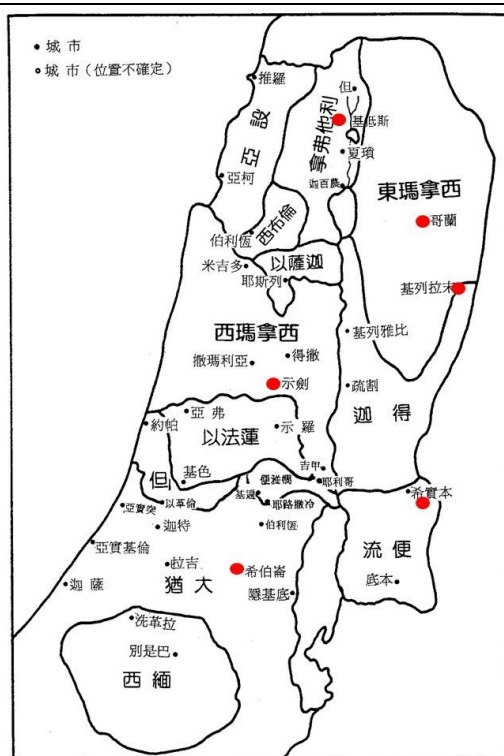 城市
城市（位置不確定）
推羅
但
基低斯
拿弗他利
亞設
夏瑣
迦百農
亞柯
東瑪拿西
西布倫
哥蘭
伯利恆
米吉多
以薩迦
耶斯列
基列拉末
西瑪拿西
基列雅比
得撒
撒瑪利亞
示劍
疏割
迦得
亞弗
約帕
以法蓮
示羅
吉甲
但
基色
便雅憫
耶利哥
希實本
亞實突
以革倫
基遍
耶路撒冷
迦特
伯利恆
亞實基倫
流便
拉吉
希伯崙
迦薩
猶大
隱基底
底本
洗革拉
別是巴
西緬